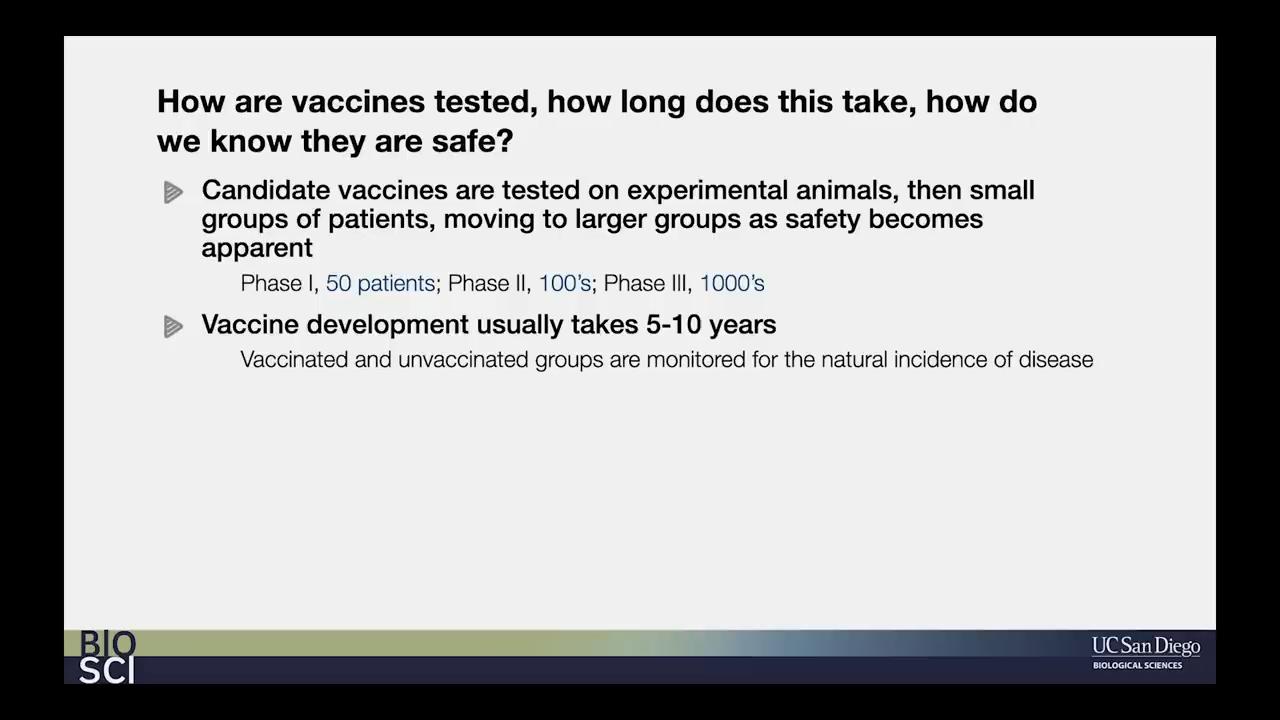 How are vaccines tested, how long does this take, how do
we know they are safe?
Candidate vaccines are tested on experimental animals, then small
groups of patients, moving to larger groups as safety becomes
apparent
Phase I, 50 patients; Phase II, 100's; Phase III, 1000's
Vaccine development usually takes 5-10 years
Vaccinated and unvaccinated groups are monitored for the natural incidence of disease
BIO
SCI
UC San Diego
BIOLOGICAL SCIENCES